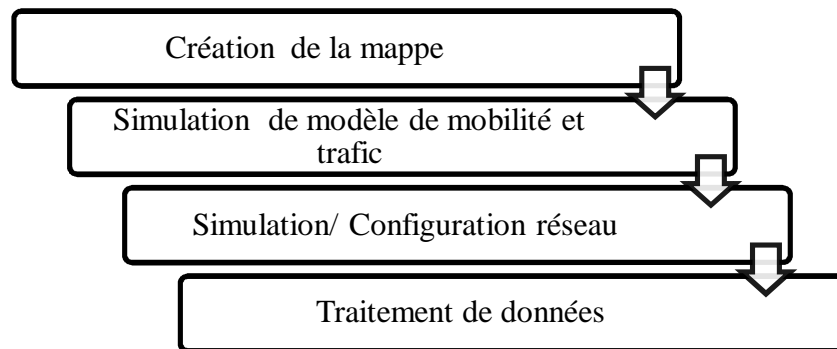 Création de la mappe
Simulation de modèle de mobilité et
trafic
Simulation/ Configuration réseau
Traitement de données